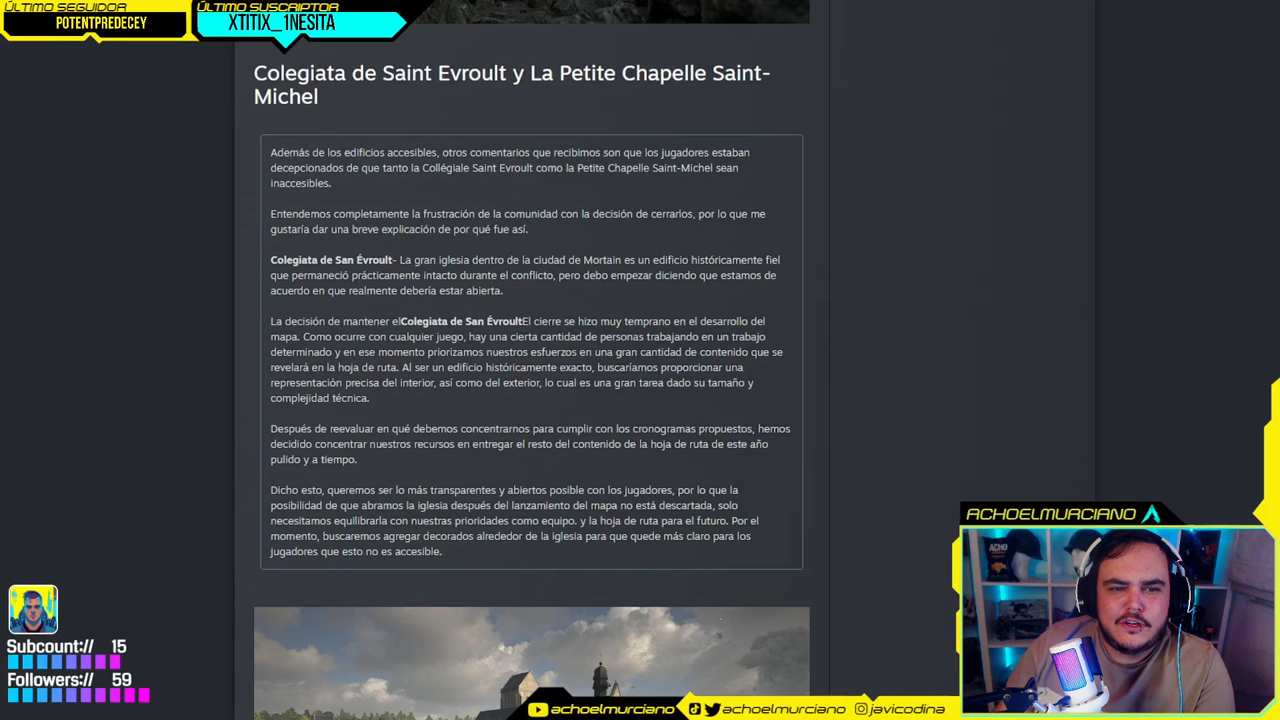 ÚLTIMO SEGUIDOR
POTENTPREDECEY
ÚLTIMO SUSCRIPTOR
XTITIX_1NESITA
Colegiata de Saint Evroult y La Petite Chapelle Saint-
Michel
Además de los edificios accesibles, otros comentarios que recibimos son que los jugadores estaban
decepcionados de que tanto la Collégiale Saint Evroult como la Petite Chapelle Saint-Michel sean
inaccesibles.
Entendemos completamente la frustración de la comunidad con la decisión de cerrarlos, por lo que me
gustaría dar una breve explicación de por qué fue así.
Colegiata de San Évroult- La gran iglesia dentro de la ciudad de Mortain es un edificio históricamente fiel
que permaneció prácticamente intacto durante el conflicto, pero debo empezar diciendo que estamos de
acuerdo en que realmente debería estar abierta.
La decisión de mantener elColegiata de San ÉvroultEl cierre se hizo muy temprano en el desarrollo del
mapa. Como ocurre con cualquier juego, hay una cierta cantidad de personas trabajando en un trabajo
determinado y en ese momento priorizamos nuestros esfuerzos en una gran cantidad de contenido que se
revelará en la hoja de ruta. Al ser un edificio históricamente exacto, buscaríamos proporcionar una
representación precisa del interior, así como del exterior, lo cual es una gran tarea dado su tamaño y
complejidad técnica.
Después de reevaluar en qué debemos concentrarnos para cumplir con los cronogramas propuestos, hemos
decidido concentrar nuestros recursos en entregar el resto del contenido de la hoja de ruta de este año
pulido y a tiempo.
Dicho esto, queremos ser lo más transparentes y abiertos posible con los jugadores, por lo que la
posibilidad de que abramos la iglesia después del lanzamiento del mapa no está descartada, solo
necesitamos equilibrarla con nuestras prioridades como equipo. y la hoja de ruta para el futuro. Por el
momento, buscaremos agregar decorados alrededor de la iglesia para que quede más claro para los
jugadores que esto no es accesible.
ACHOELMURCIANO
ACHO
Subcount:// 15
Followers:// 59
achoelmurciano
achoelmurciano
javicodina